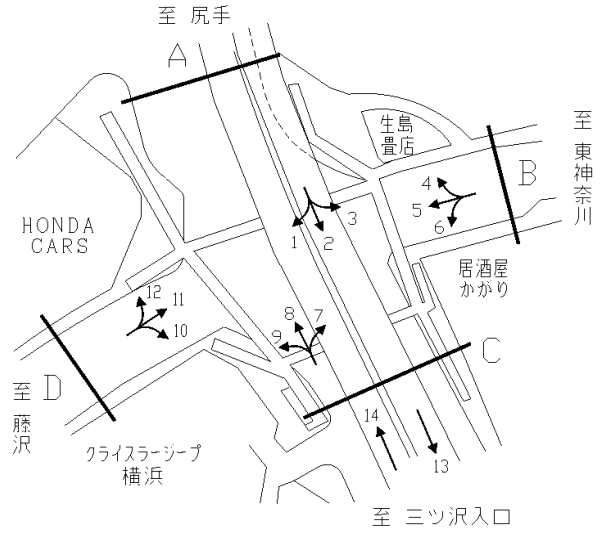 至 尻手
A
生島
畳店
至 東神奈川
B
4
5
6
1
2
3
HONDA
CARS
居酒屋
かがり
12
11
10
8
7
9
C
D
至 藤沢
14
13
クライスラージープ
横浜
至 三ツ沢入口